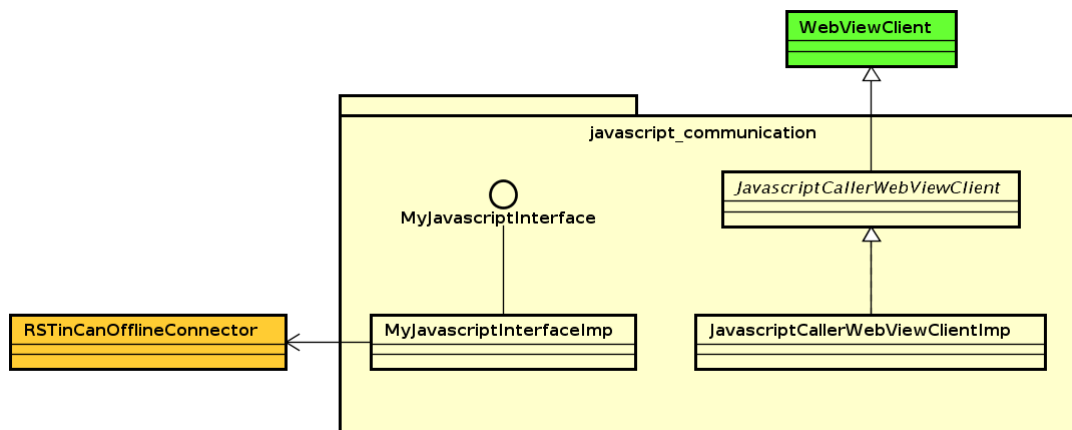 WebViewClient
javascript_communication
JavascriptCallerWebViewClient
MyJavascriptInterface
RSTinCanOfflineConnector
MyJavascriptInterfaceImp
JavascriptCallerWebViewClientImp